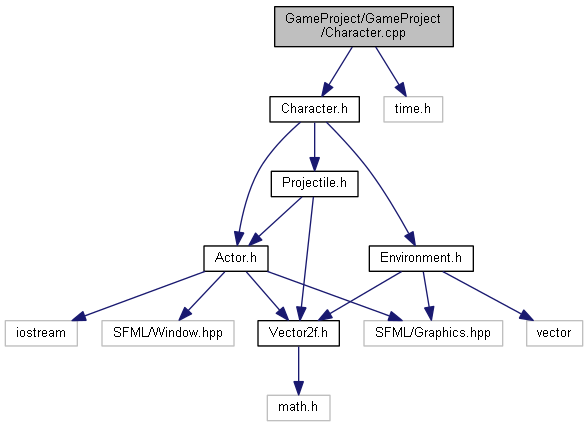 GameProject/GameProject
/Character.cpp
Character.h
time.h
Projectile.h
Actor.h
Environment.h
iostream
SFML/Window.hpp
Vector2f.h
SFML/Graphics.hpp
vector
math.h